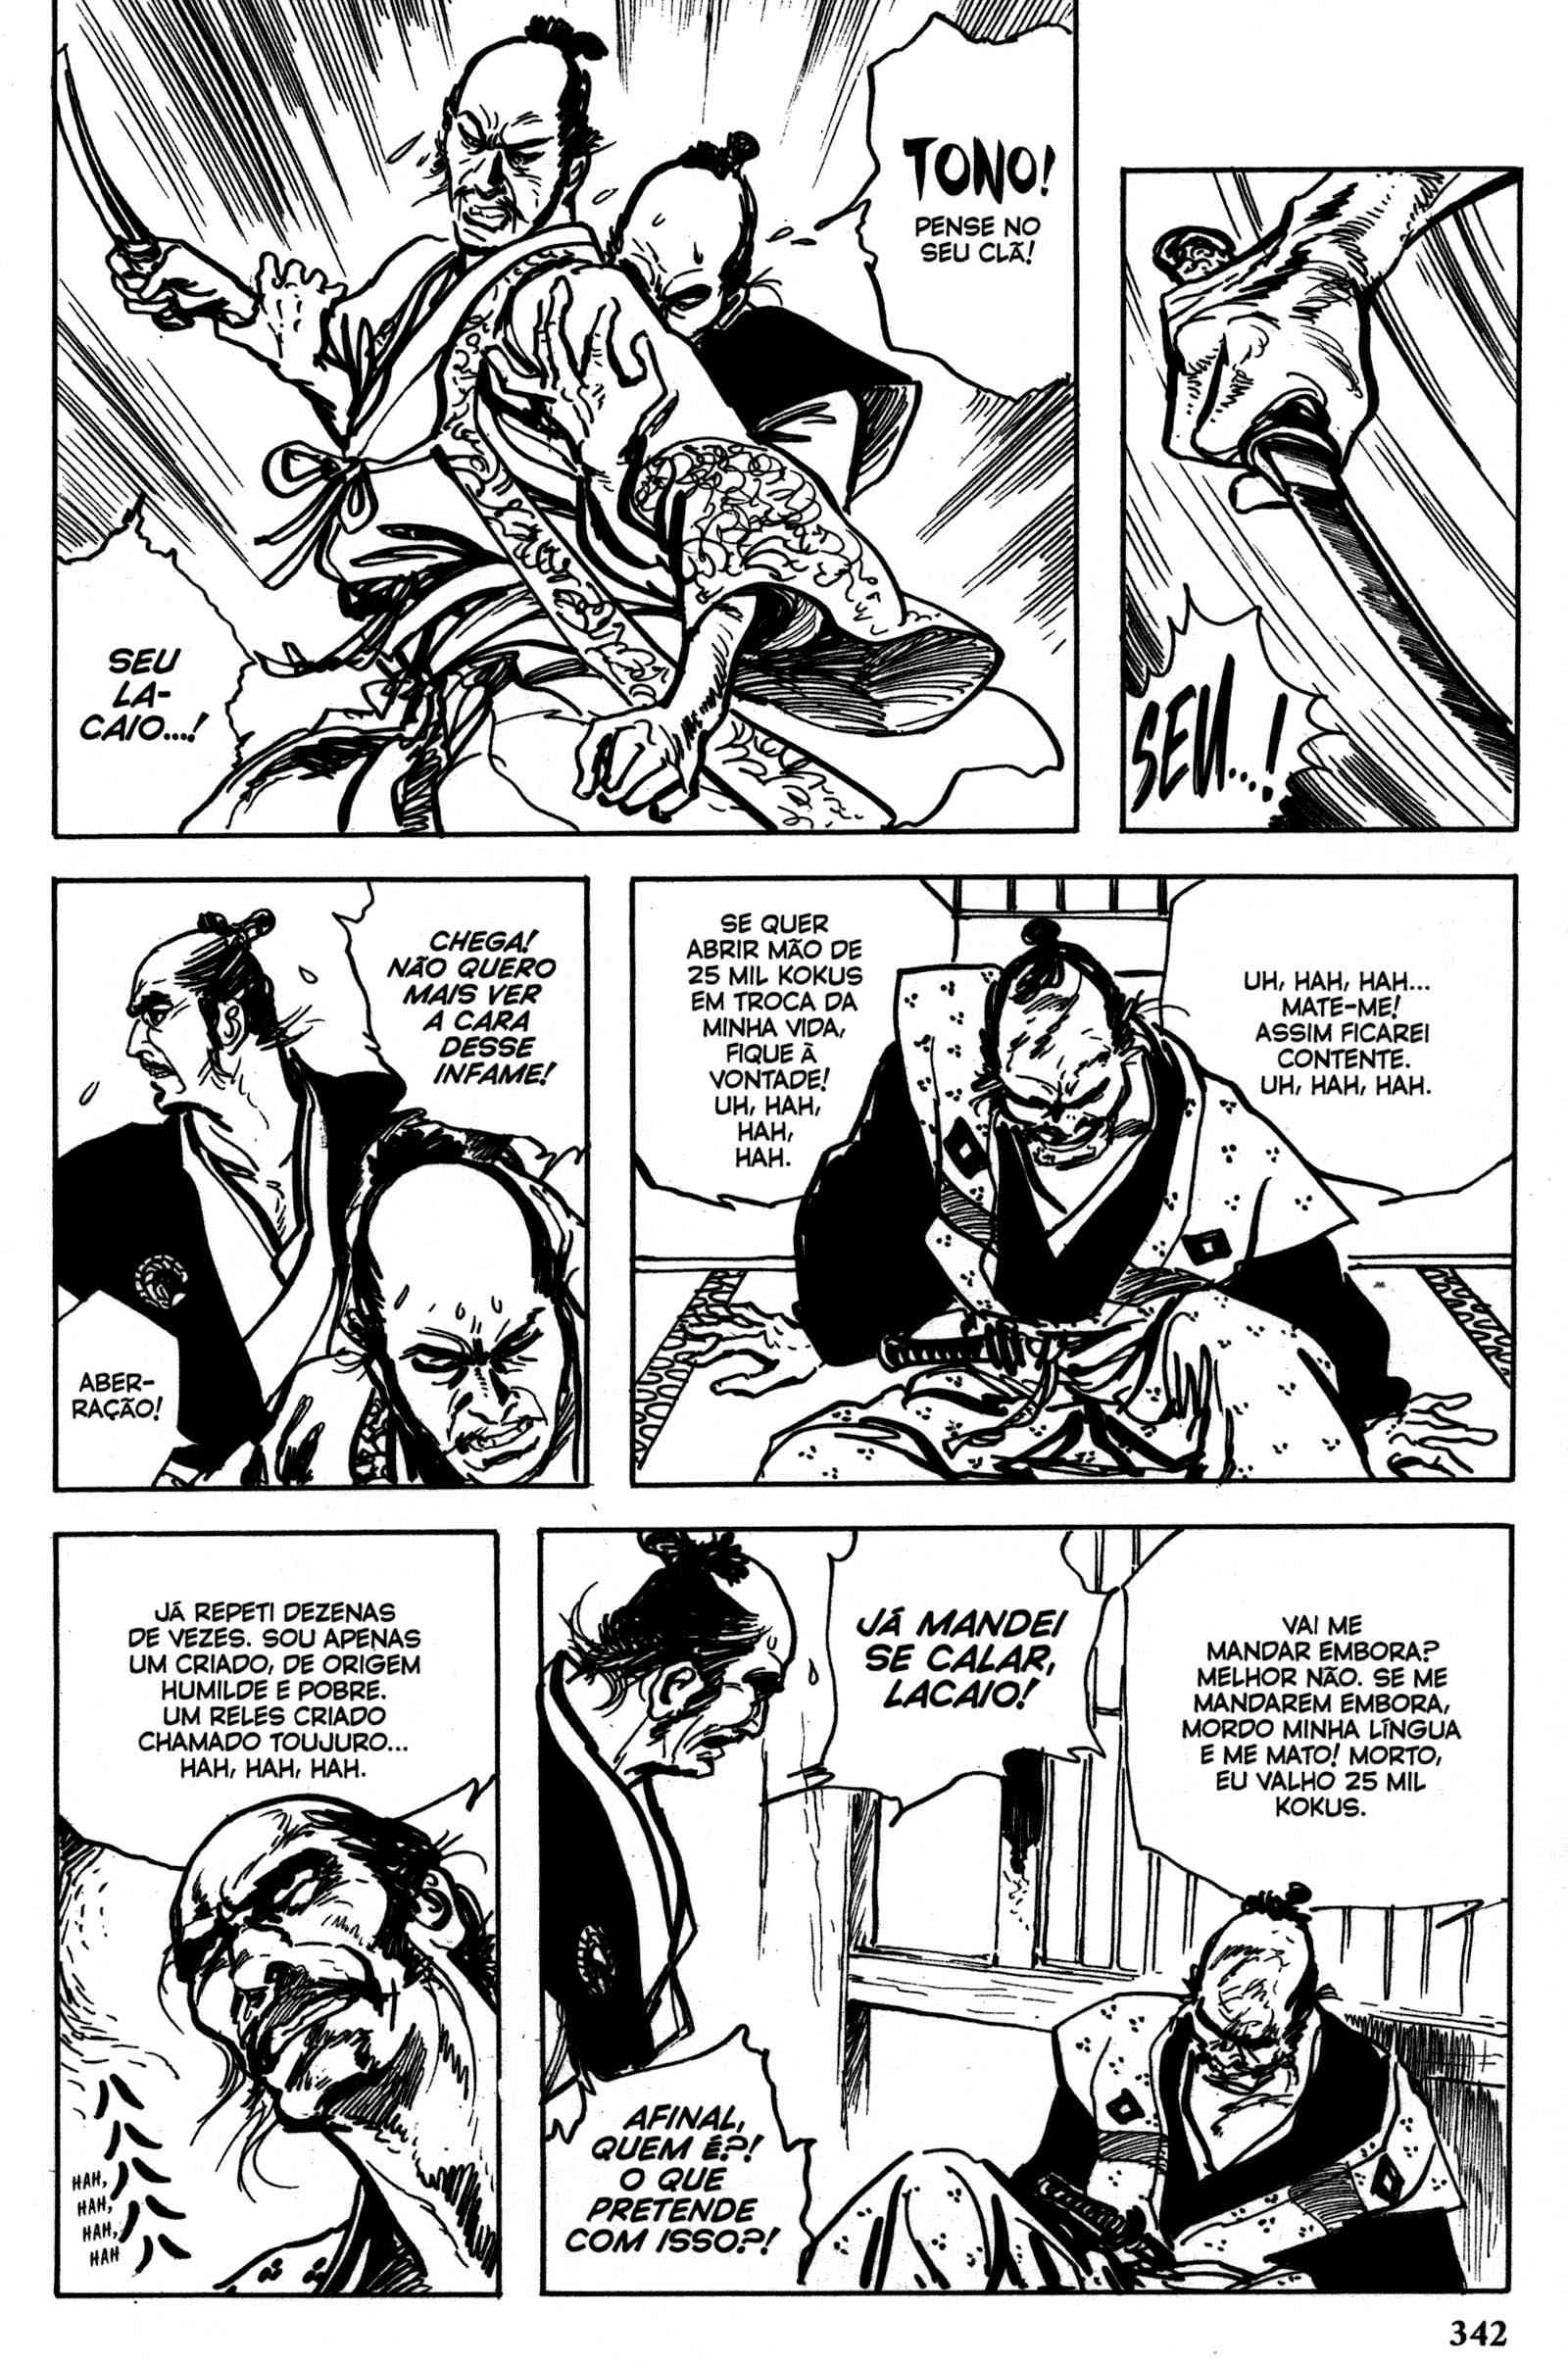 SEU...!
TONO!
PENSE NO
SEU CLÃ!
SEU
LA-
CAIO...!
UH, HAH, HAH...
MATE-ME!
ASSIM FICAREI
CONTENTE.
UH, HAH, HAH.
SE QUER
ABRIR MÃO DE
25 MIL KOKUS
EM TROCA DA
MINHA VIDA,
FIQUE À
VONTADE!
UH, HAH,
HAH,
HAH.
CHEGA!
NÃO QUERO
MAIS VER
A CARA
DESSE
INFAME!
ABER-
RAÇÃO!
VAI ME
MANDAR EMBORA?
MELHOR NÃO. SE ME
MANDAREM EMBORA,
MORDO MINHA LÍNGUA
E ME MATO! MORTO,
EU VALHO 25 MIL
KOKUS.
JÁ MANDEI
SE CALAR,
LACAIO!
AFINAL,
QUEM É?!
O QUE
PRETENDE
COM ISSO?!
JÁ REPETI DEZENAS
DE VEZES. SOU APENAS
UM CRIADO, DE ORIGEM
HUMILDE E POBRE.
UM RELES CRIADO
CHAMADO TOUJURO...
HAH, HAH, HAH.
ハハハハハ
HAH,
HAH,
HAH,
HAH
342